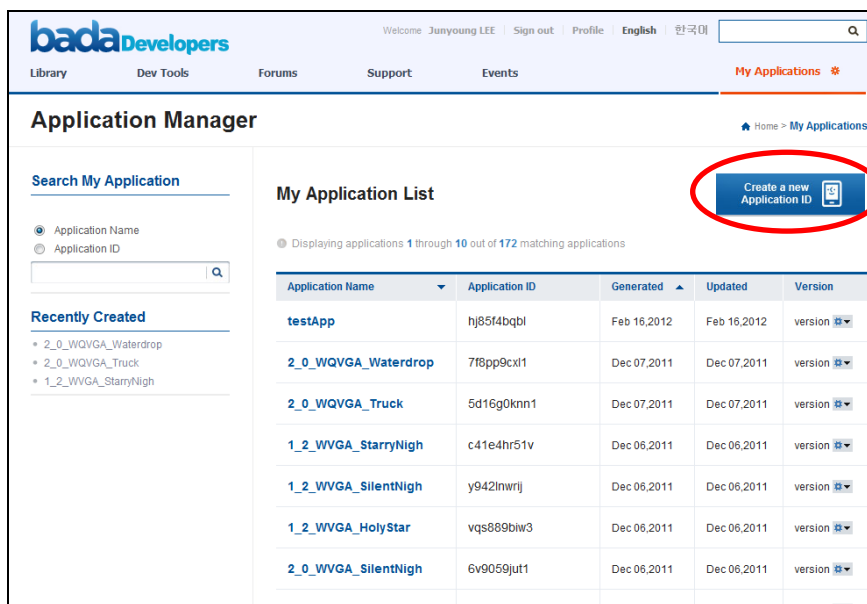 bada Developers
Welcome Junyoung LEE | Sign out | Profile | English | 한국어
Library Dev Tools Forums Support Events My Applications
Application Manager
Home > My Applications
Search My Application
Application Name
Application ID
Recently Created
2_0_WQVGA_Waterdrop
2_0_WQVGA_Truck
1_2_WVGA_StarryNigh
My Application List
Create a new
Application ID
Displaying applications 1 through 10 out of 172 matching applications
Application Name Application ID Generated Updated Version
testApp hj85f4bqbl Feb 16,2012 Feb 16,2012 version
2_0_WQVGA_Waterdrop 7f8pp9cxl1 Dec 07,2011 Dec 07,2011 version
2_0_WQVGA_Truck 5d16g0knn1 Dec 07,2011 Dec 07,2011 version
1_2_WVGA_StarryNigh c41e4hr51v Dec 06,2011 Dec 06,2011 version
1_2_WVGA_SilentNigh y942lnwrij Dec 06,2011 Dec 06,2011 version
1_2_WVGA_HolyStar vqs889biw3 Dec 06,2011 Dec 06,2011 version
2_0_WQVGA_SilentNigh 6v9059jut1 Dec 06,2011 Dec 06,2011 version